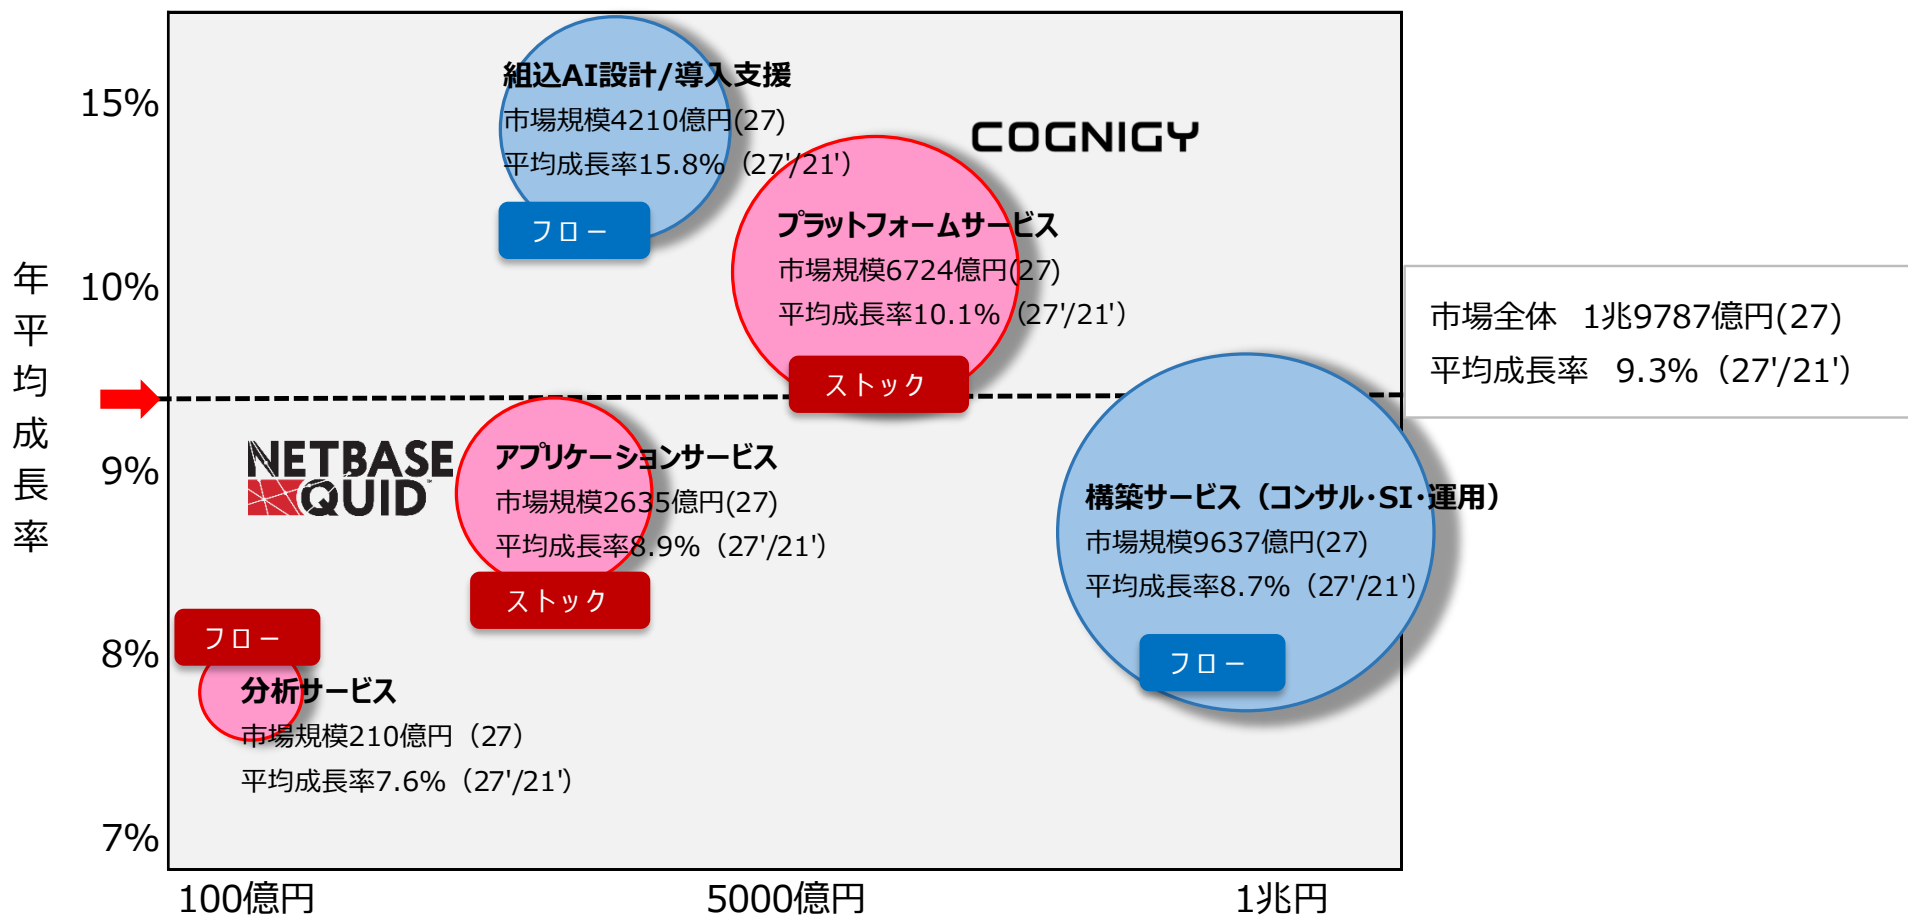 組込AI設計/導入支援
市場規模4210億円(27)
平均成長率15.8%（27'/21'）
フロー
COGNIGY
プラットフォームサービス
市場規模6724億円(27)
平均成長率10.1%（27'/21'）
ストック
年平均成長率
15%
10%
9%
8%
7%
市場全体 1兆9787億円(27)
平均成長率 9.3%（27'/21'）
NETBASE
QUID
アプリケーションサービス
市場規模2635億円(27)
平均成長率8.9%（27'/21'）
ストック
構築サービス（コンサル・SI・運用）
市場規模9637億円(27)
平均成長率8.7%（27'/21'）
フロー
フロー
分析サービス
市場規模210億円（27）
平均成長率7.6%（27'/21'）
100億円
5000億円
1兆円